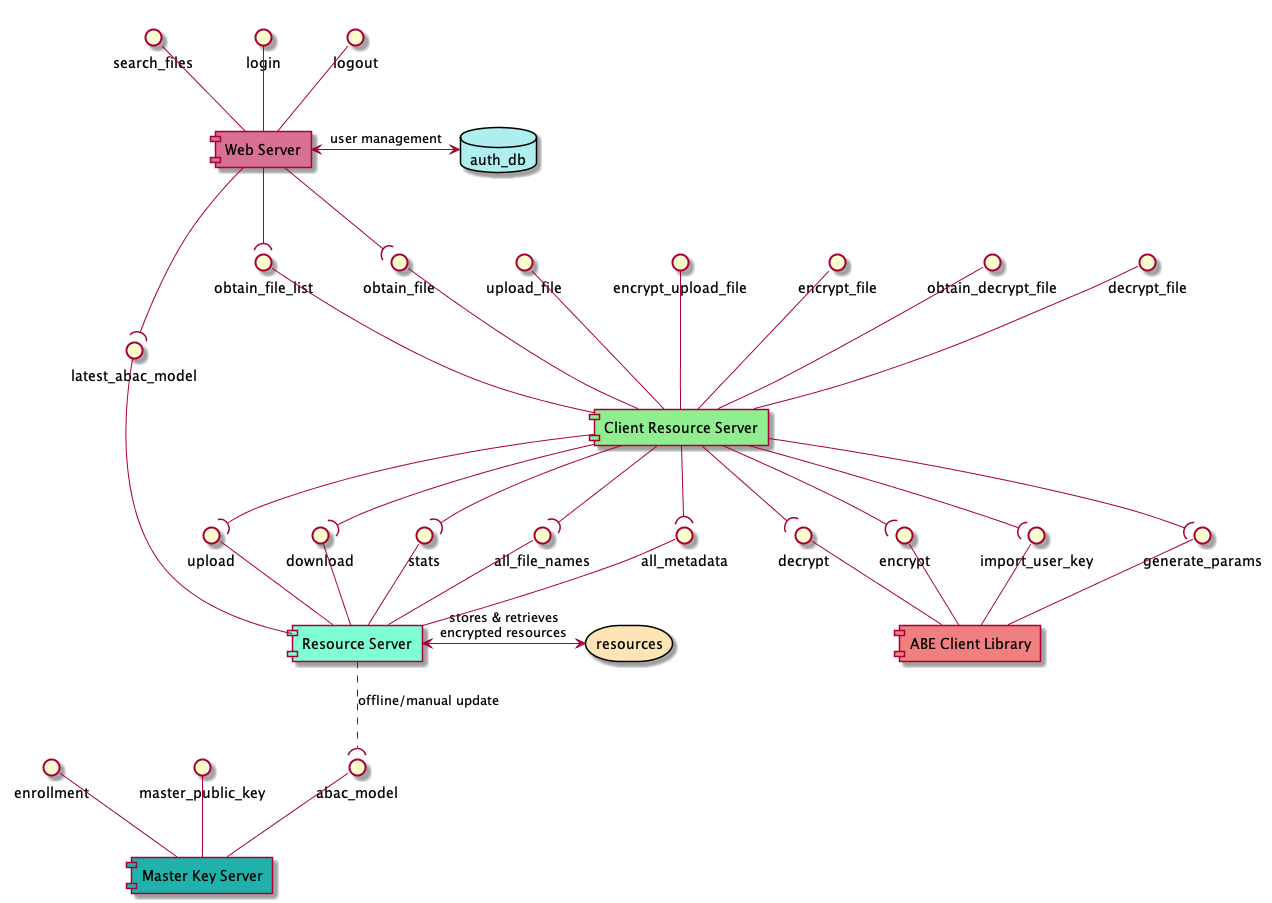 search_files
login
logout
Web Server
user management
auth_db
obtain_file_list
obtain_file
upload_file
encrypt_upload_file
encrypt_file
obtain_decrypt_file
decrypt_file
latest_abac_model
Client Resource Server
upload
download
stats
all_file_names
all_metadata
decrypt
encrypt
import_user_key
generate_params
stores & retrieves
encrypted resources
Resource Server
resources
ABE Client Library
offline/manual update
enrollment
master_public_key
abac_model
Master Key Server